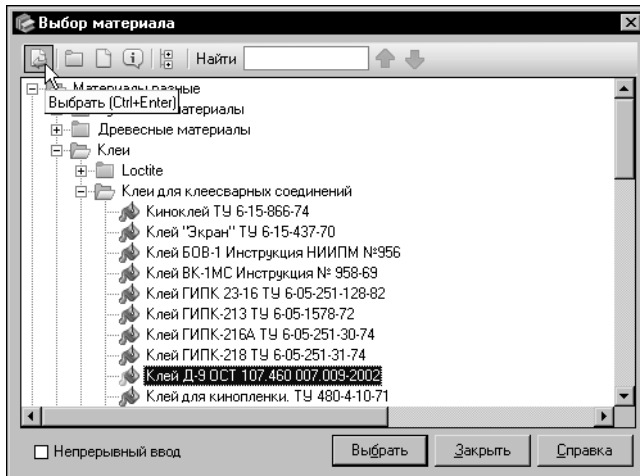 Выбор материала
Найти
Материалы разные
Выбрать (Ctrl+Enter)
материалы
Древесные материалы
Клеи
Loctite
Клеи для клеесварных соединений
Киноклей ТУ 6-15-866-74
Клей "Экран" ТУ 6-15-437-70
Клей БОВ-1 Инструкция НИИПМ №956
Клей ВК-1МС Инструкция № 958-69
Клей ГИПК 23-16 ТУ 6-05-251-128-82
Клей ГИПК-213 ТУ 6-05-1578-72
Клей ГИПК-216А ТУ 6-05-251-30-74
Клей ГИПК-218 ТУ 6-05-251-31-74
Клей Д-9 ОСТ 107.460 007.009-2002
Клей для кинопленки. ТУ 480-4-10-71
Непрерывный ввод
Выбрать
Закрыть
Справка